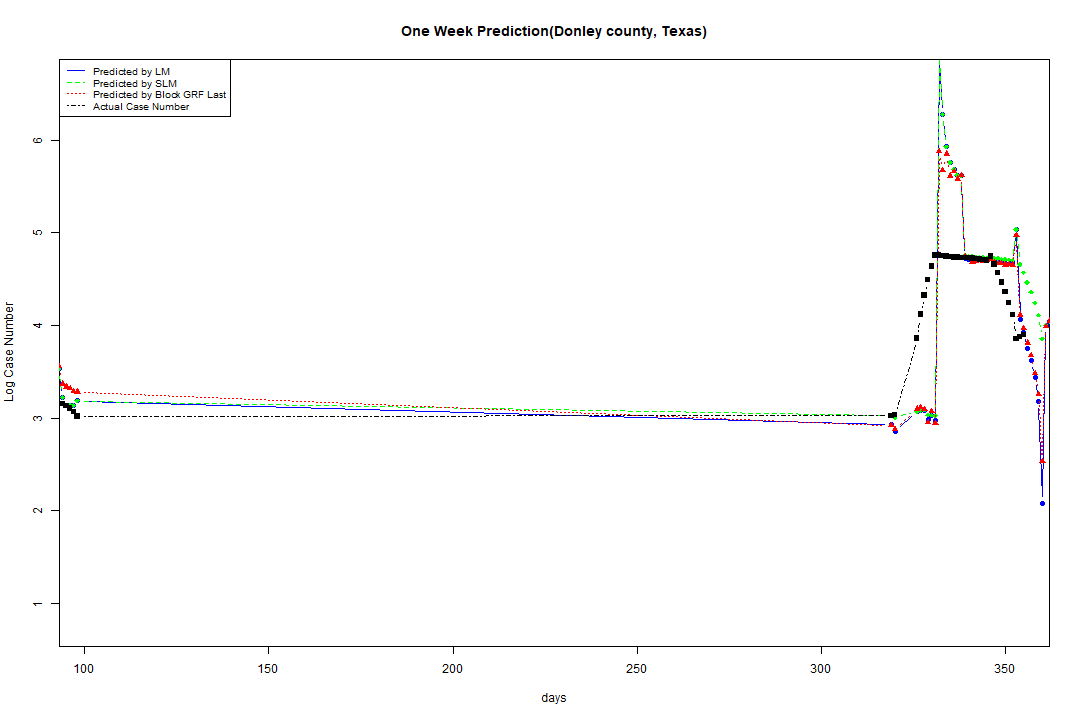 One Week Prediction(Donley county, Texas)
Predicted by LM
Predicted by SLM
Predicted by Block GRF Last
Actual Case Number
Log Case Number
6
5
4
3
2
1
100 150 200 250 300 350
days